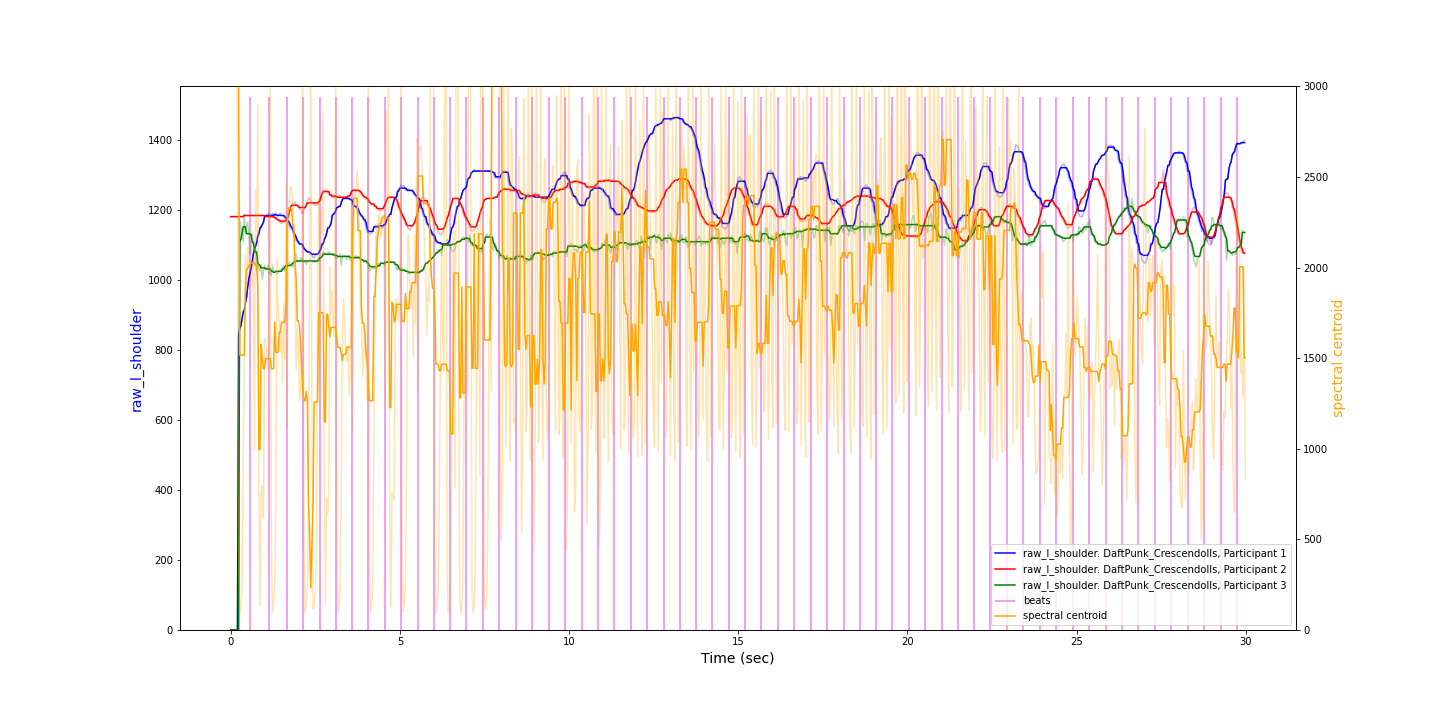 1400
1200
1000
800
600
400
200
0
raw_l_shoulder
3000
2500
2000
1500
1000
500
0
spectral centroid
raw_l_shoulder. DaftPunk_Crescendolls, Participant 1
raw_l_shoulder. DaftPunk_Crescendolls, Participant 2
raw_l_shoulder. DaftPunk_Crescendolls, Participant 3
beats
spectral centroid
0 5 10 15 20 25 30
Time (sec)